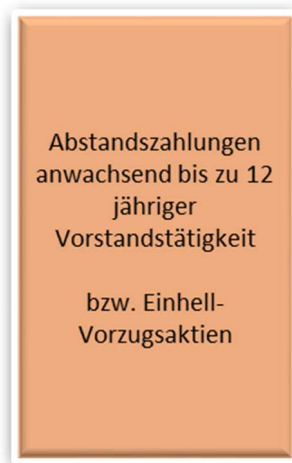 Abstandszahlungen
anwachsend bis zu 12
jähriger
Vorstandstätigkeit
bzw. Einhell-
Vorzugsaktien